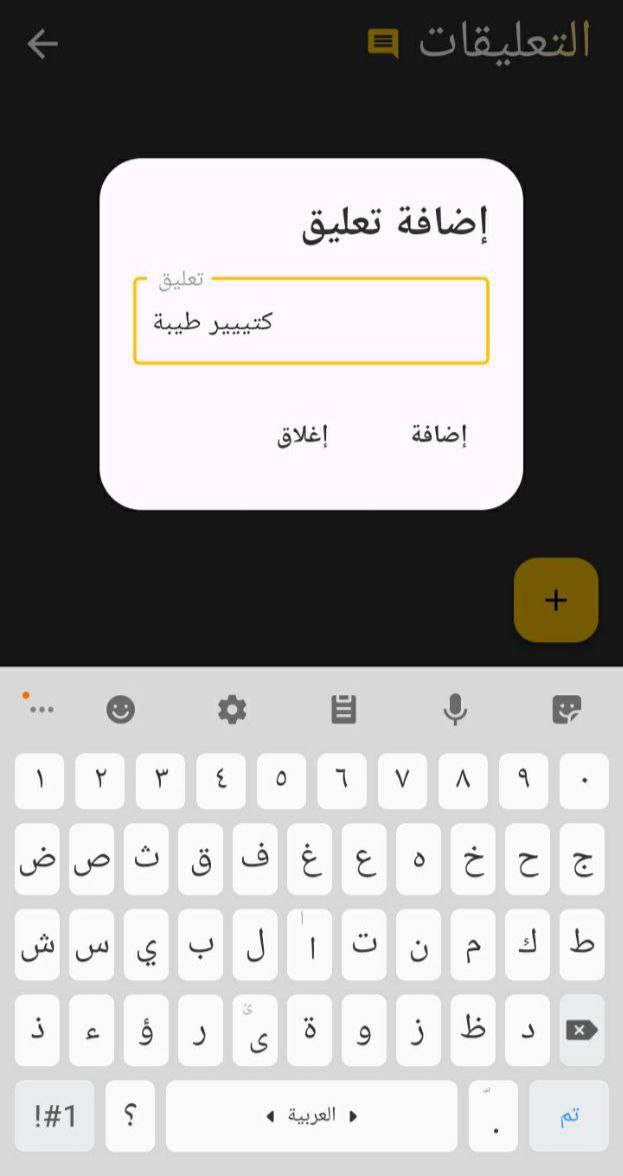 التعليقات
إضافة تعليق
تعليق
كتيييير طيبة
إضافة إغلاق
+
١ ٢ ٣ ٤ ٥ ٦ ٧ ٨ ٩ ٠
ض ص ث ق ف غ ع ه خ ح ج
ش س ي ب ل ا ت ن م ك ط
ذ ء ؤ ر ى ة و ز ظ د
!#1 ؟ العربية . تم